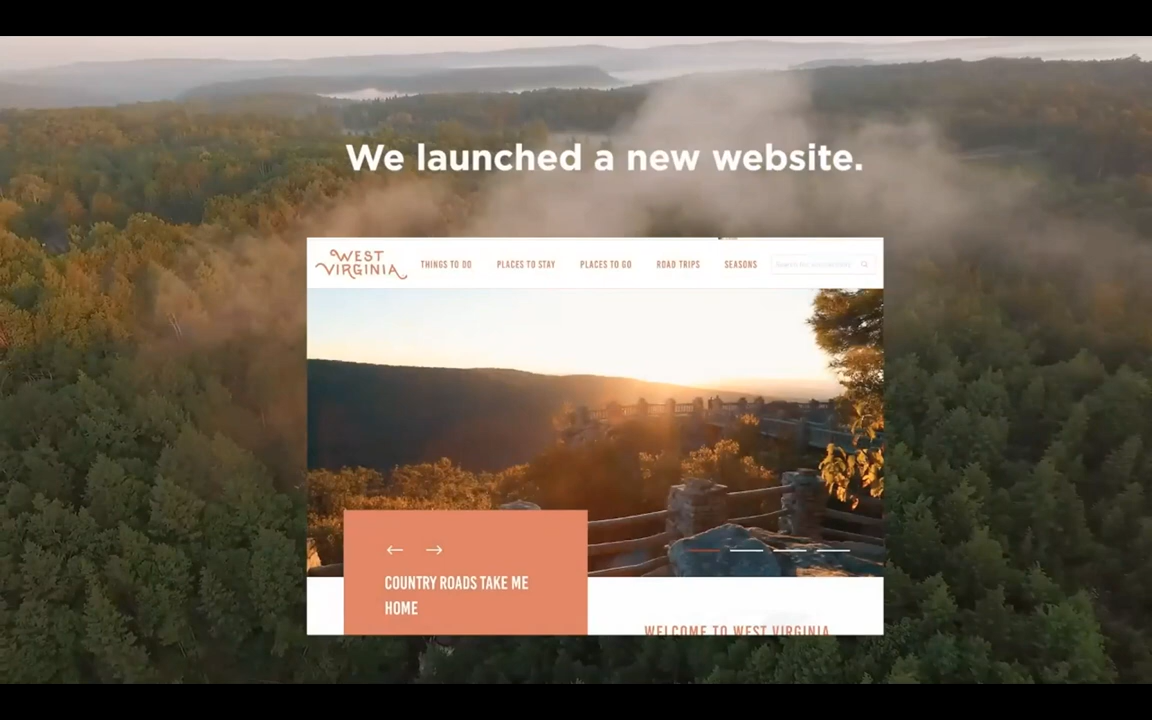 We launched a new website.
WEST
VIRGINIA
THINGS TO DO PLACES TO STAY PLACES TO GO ROAD TRIPS SEASONS
COUNTRY ROADS TAKE ME
HOME
WELCOME TO WEST VIRGINIA